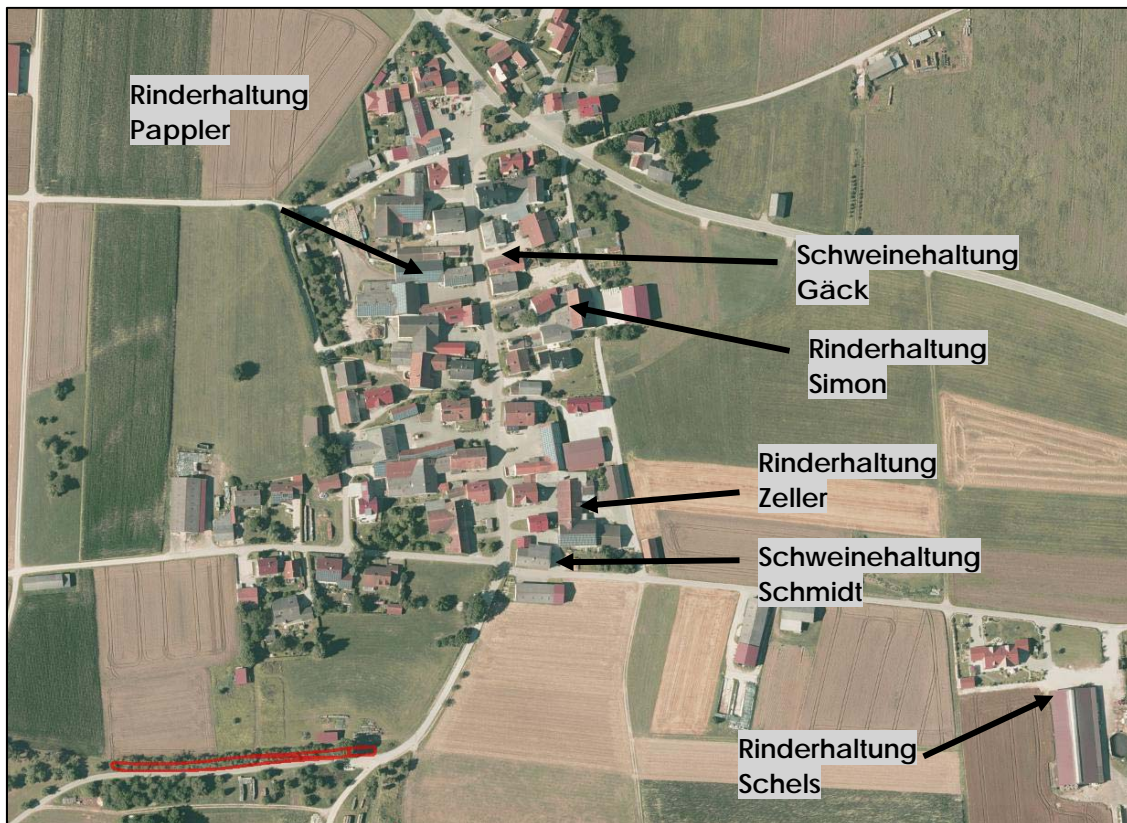 Rinderhaltung
Pappler
Schweinehaltung
Gäck
Rinderhaltung
Simon
Rinderhaltung
Zeller
Schweinehaltung
Schmidt
Rinderhaltung
Schels